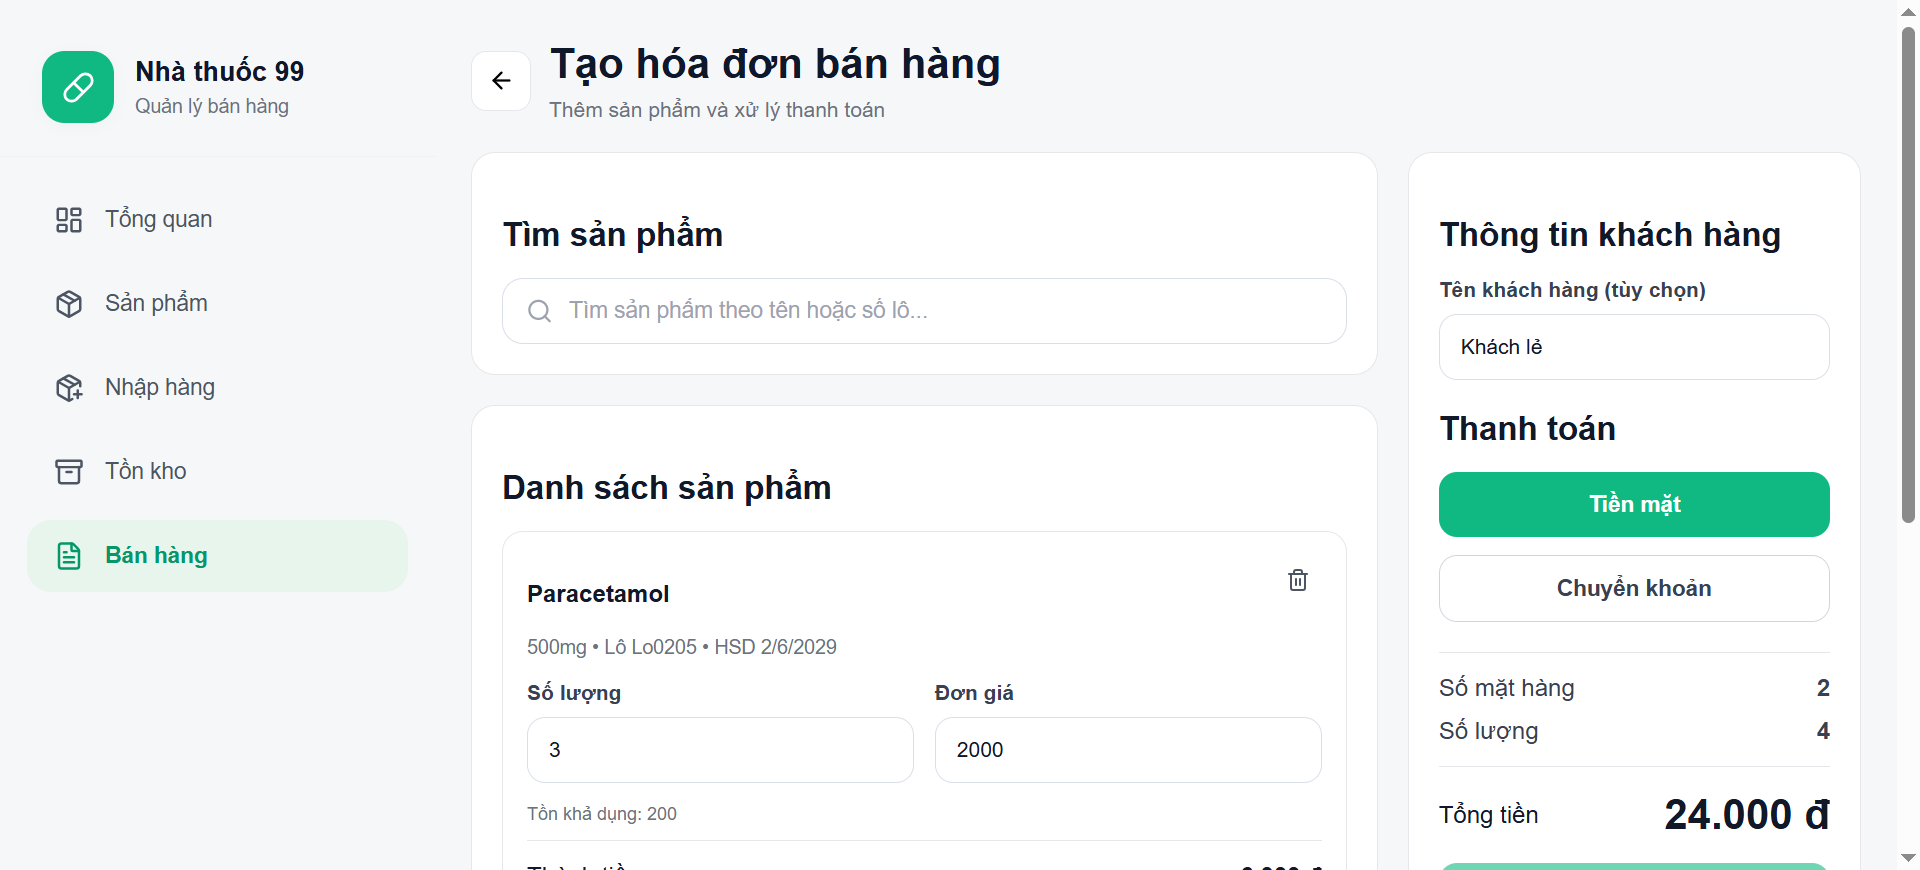 Nhà thuốc 99
Quản lý bán hàng
Tổng quan
Sản phẩm
Nhập hàng
Tồn kho
Bán hàng
Tạo hóa đơn bán hàng
Thêm sản phẩm và xử lý thanh toán
Tìm sản phẩm
Tìm sản phẩm theo tên hoặc số lô...
Danh sách sản phẩm
Paracetamol
500mg • Lô Lo0205 • HSD 2/6/2029
Số lượng
Đơn giá
3
2000
Tồn khả dụng: 200
Thông tin khách hàng
Tên khách hàng (tùy chọn)
Khách lẻ
Thanh toán
Tiền mặt
Chuyển khoản
Số mặt hàng 2
Số lượng 4
Tổng tiền 24.000 đ